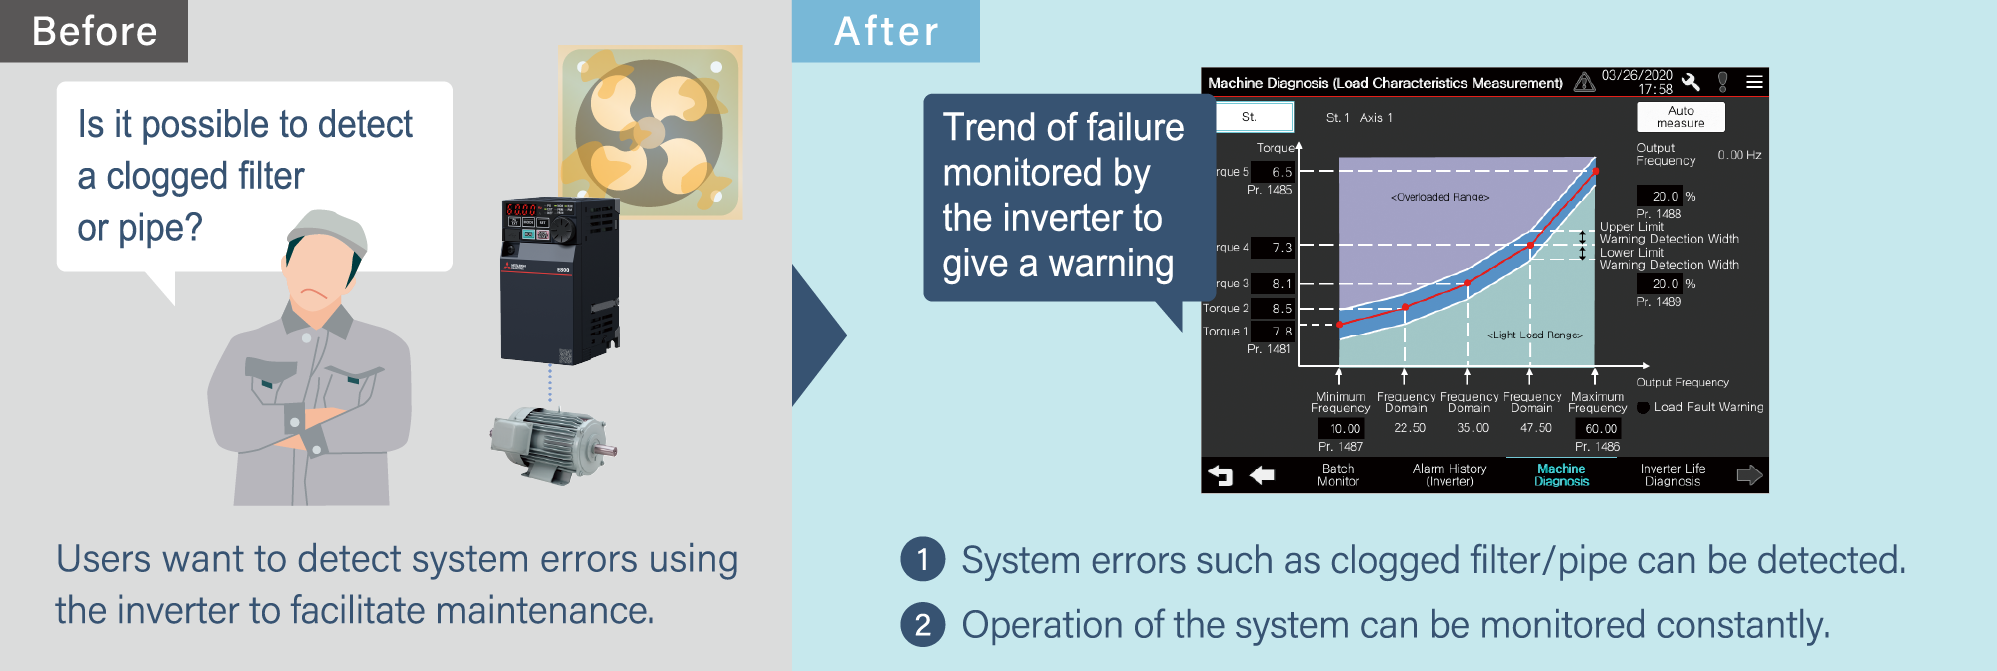 Before
Is it possible to detect
a clogged filter
or pipe?
60.00
E800
Users want to detect system errors using
the inverter to facilitate maintenance.
After
Trend of failure
monitored by
the inverter to
give a warning
Machine Diagnosis (Load Characteristics Measurement)
03/26/2020
17:58
St.
St. 1 Axis 1
Auto
measure
Output
Frequency
0.00 Hz
Torque
rque 5 6.5
Pr. 1485
<Overloaded Range>
20.0 %
Pr. 1488
Upper Limit
Warning Detection Width
Lower Limit
Warning Detection Width
20.0 %
Pr. 1489
rque 4 7.3
rque 3 8.1
Torque 2 8.5
Torque 1 7.8
Pr. 1481
<Light Load Range>
Output Frequency
Load Fault Warning
Minimum
Frequency
Frequency
Domain
Frequency
Domain
Frequency
Domain
Maximum
Frequency
10.00 22.50 35.00 47.50 60.00
Pr. 1487
Pr. 1486
Batch
Monitor
Alarm History
(Inverter)
Machine
Diagnosis
Inverter Life
Diagnosis
1 System errors such as clogged filter/pipe can be detected.
2 Operation of the system can be monitored constantly.